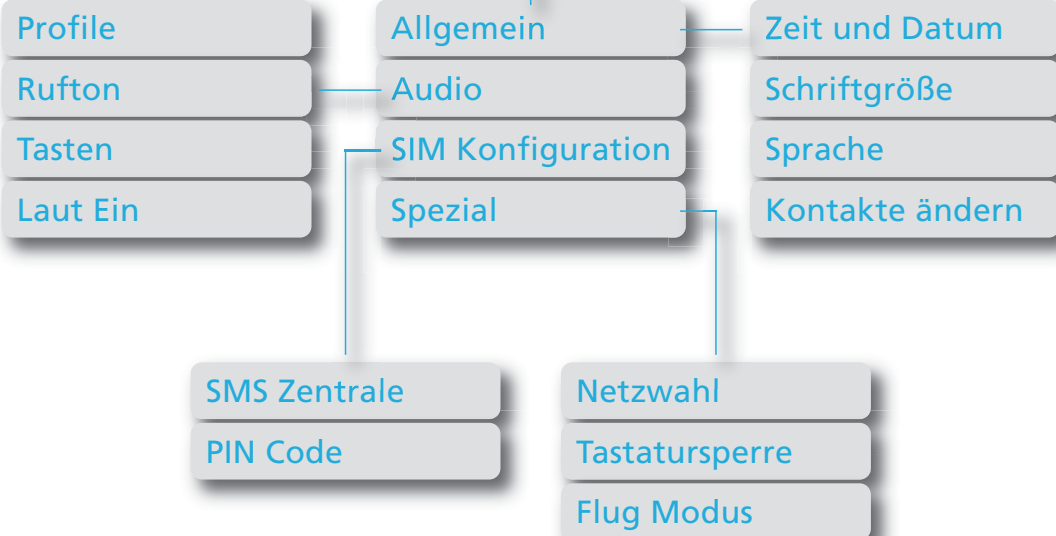 Profile
Rufton
Tasten
Laut Ein
Allgemein
Audio
SIM Konfiguration
Spezial
Zeit und Datum
Schriftgröße
Sprache
Kontakte ändern
SMS Zentrale
PIN Code
Netzwahl
Tastatursperre
Flug Modus